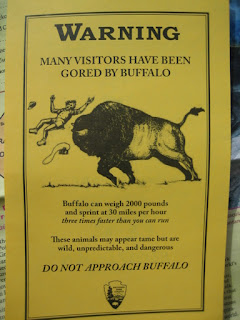 WARNING
MANY VISITORS HAVE BEEN
GORED BY BUFFALO
Buffalo can weigh 2000 pounds
and sprint at 30 miles per hour
three times faster than you can run
These animals may appear tame but are
wild, unpredictable, and dangerous
DO NOT APPROACH BUFFALO